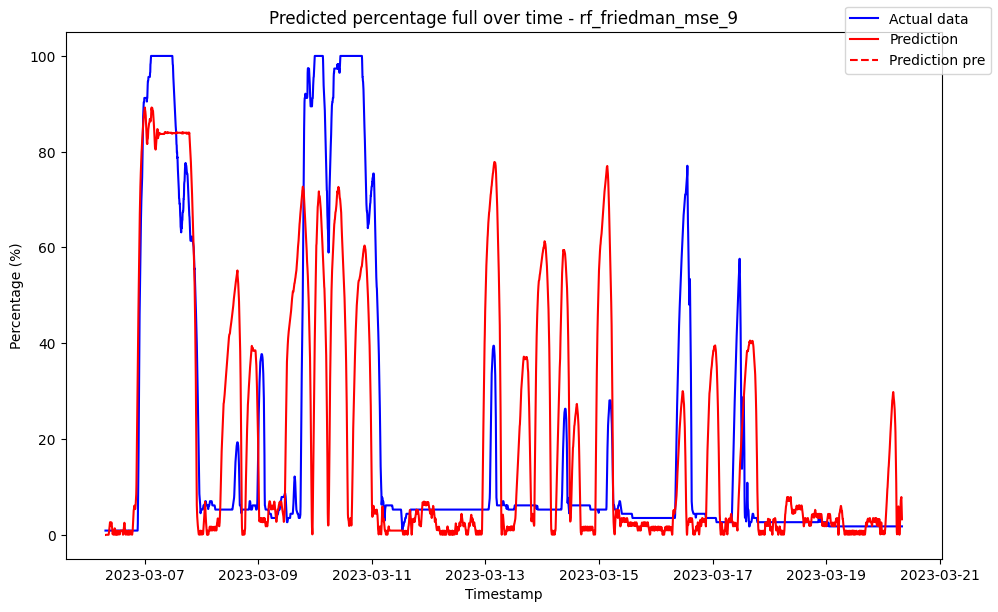 Predicted percentage full over time - rf_friedman_mse_9
Actual data
Prediction
Prediction pre
100
80
60
40
20
0
Percentage (%)
2023-03-07
2023-03-09
2023-03-11
2023-03-13
2023-03-15
2023-03-17
2023-03-19
2023-03-21
Timestamp